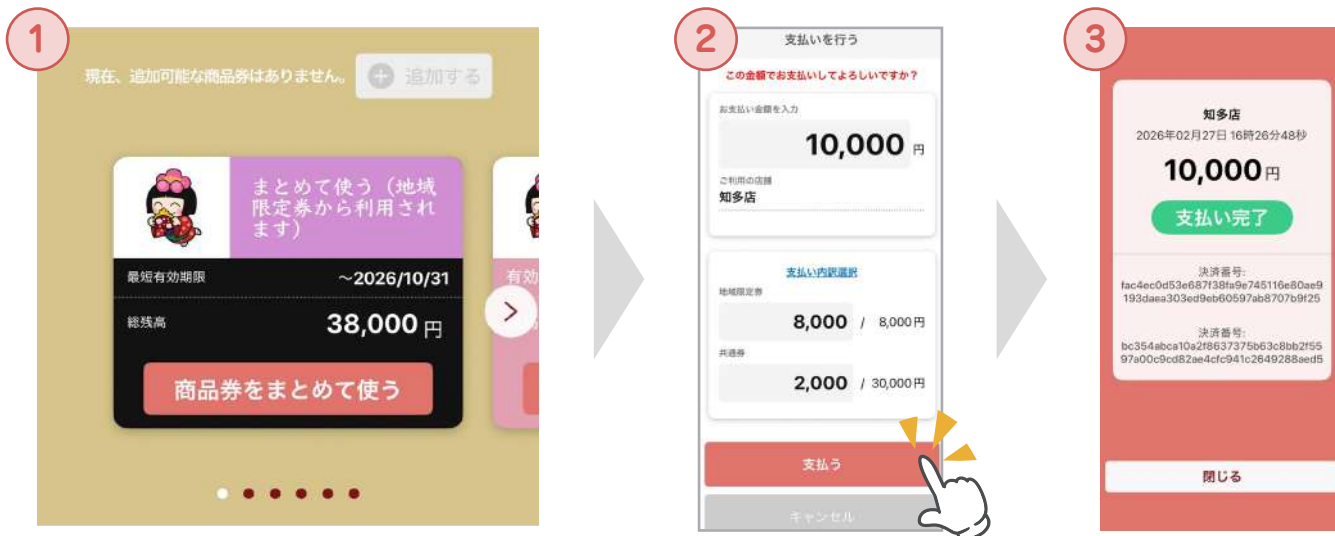 1
現在、追加可能な商品券はありません。
追加する
まとめて使う（地域
限定券から利用され
ます）
最短有効期限
～2026/10/31
総残高
38,000 円
商品券をまとめて使う
有効
2
支払いを行う
この金額でお支払いしてよろしいですか？
お支払い金額を入力
10,000 円
ご利用の店舗
知多店
支払い内訳選択
地域限定券
8,000 / 8,000円
共通券
2,000 / 30,000円
支払う
キャンセル
3
知多店
2026年02月27日 16時26分48秒
10,000円
支払い完了
決済番号:
fac4ec0d53e687f38fa9e745116e80ae9
193daea303ed9eb60597ab8707b9f25
決済番号:
bc354abca10a2f8637375b63c8bb2f55
97a00c9cd82ae4cfc941c2649288aed5
閉じる